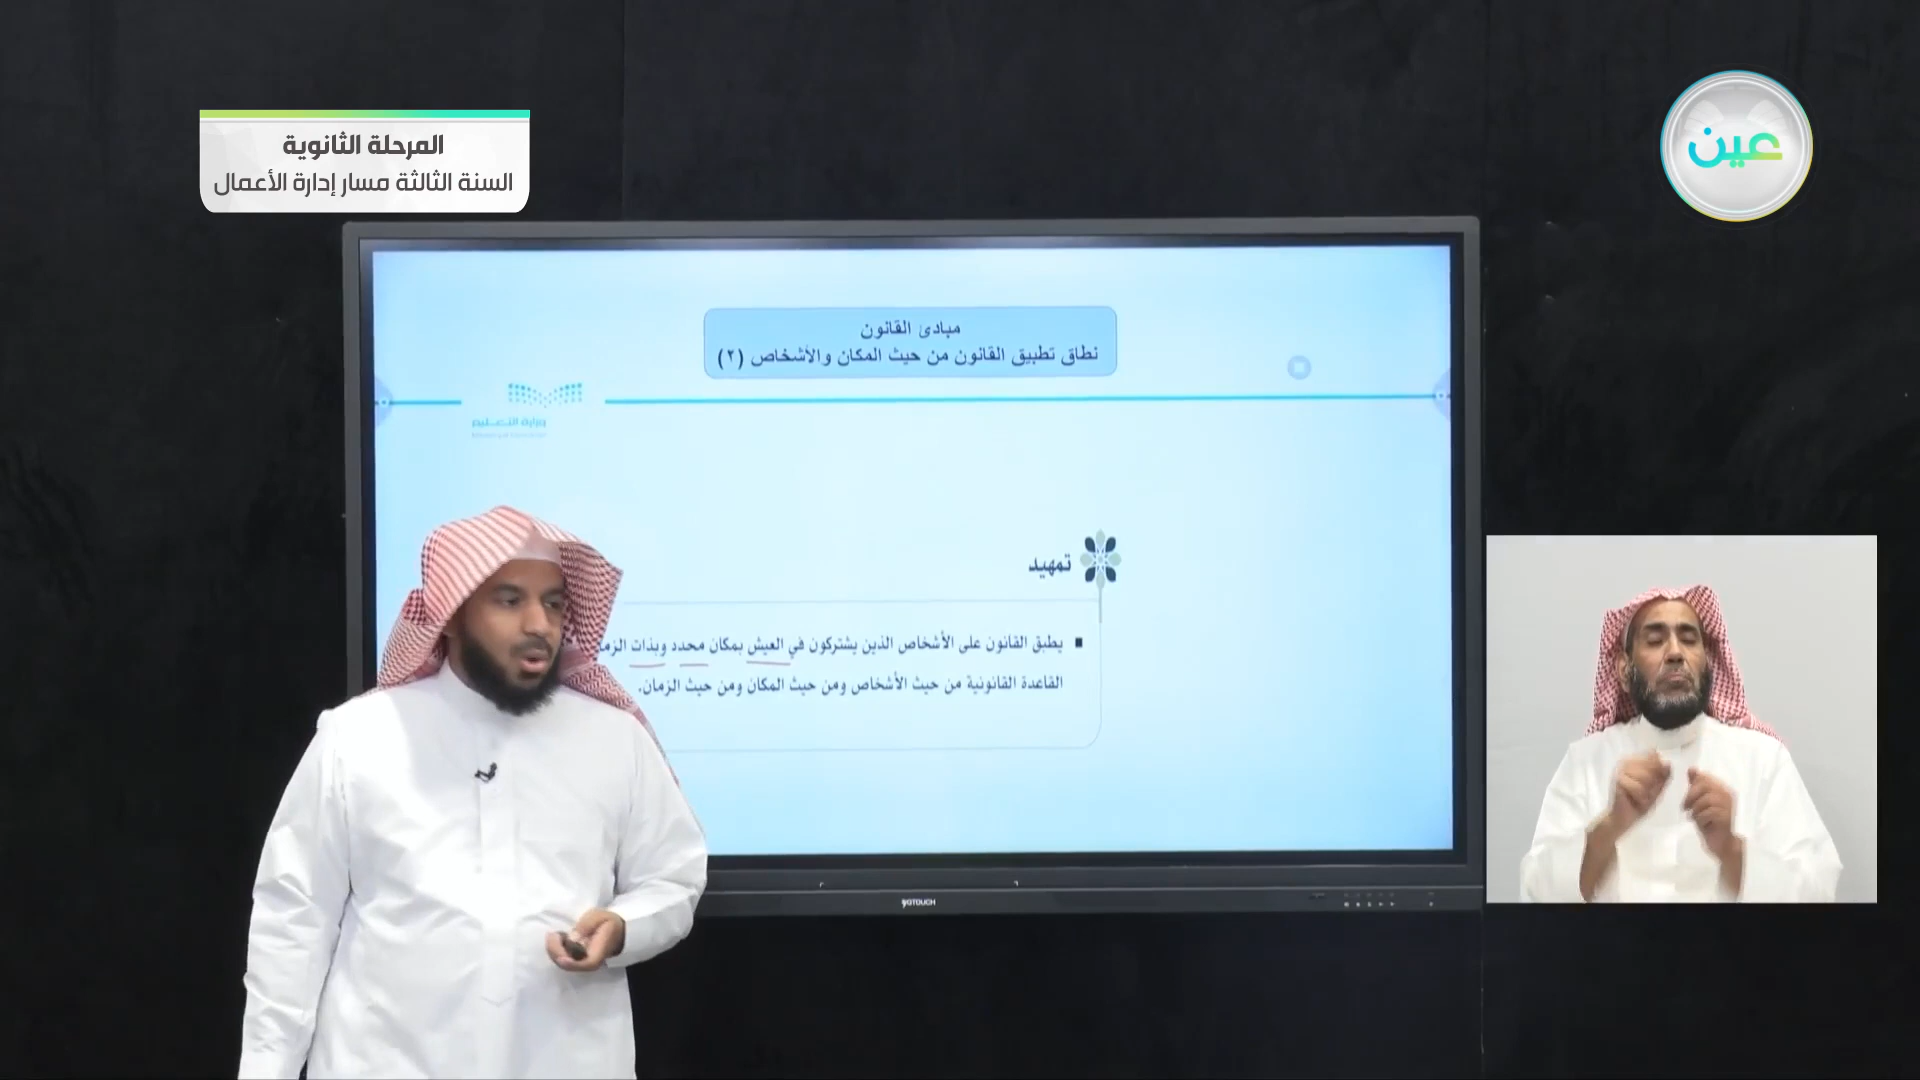 المرحلة الثانوية
السنة الثالثة مسار إدارة الأعمال
عين
مبادئ القانون
نطاق تطبيق القانون من حيث المكان والأشخاص (٢)
وزارة التعليم
تمهيد
يطبق القانون على الأشخاص الذين يشتركون في العيش بمكان محدد وبذات
القاعدة القانونية من حيث الأشخاص ومن حيث المكان ومن حيث الزمان.